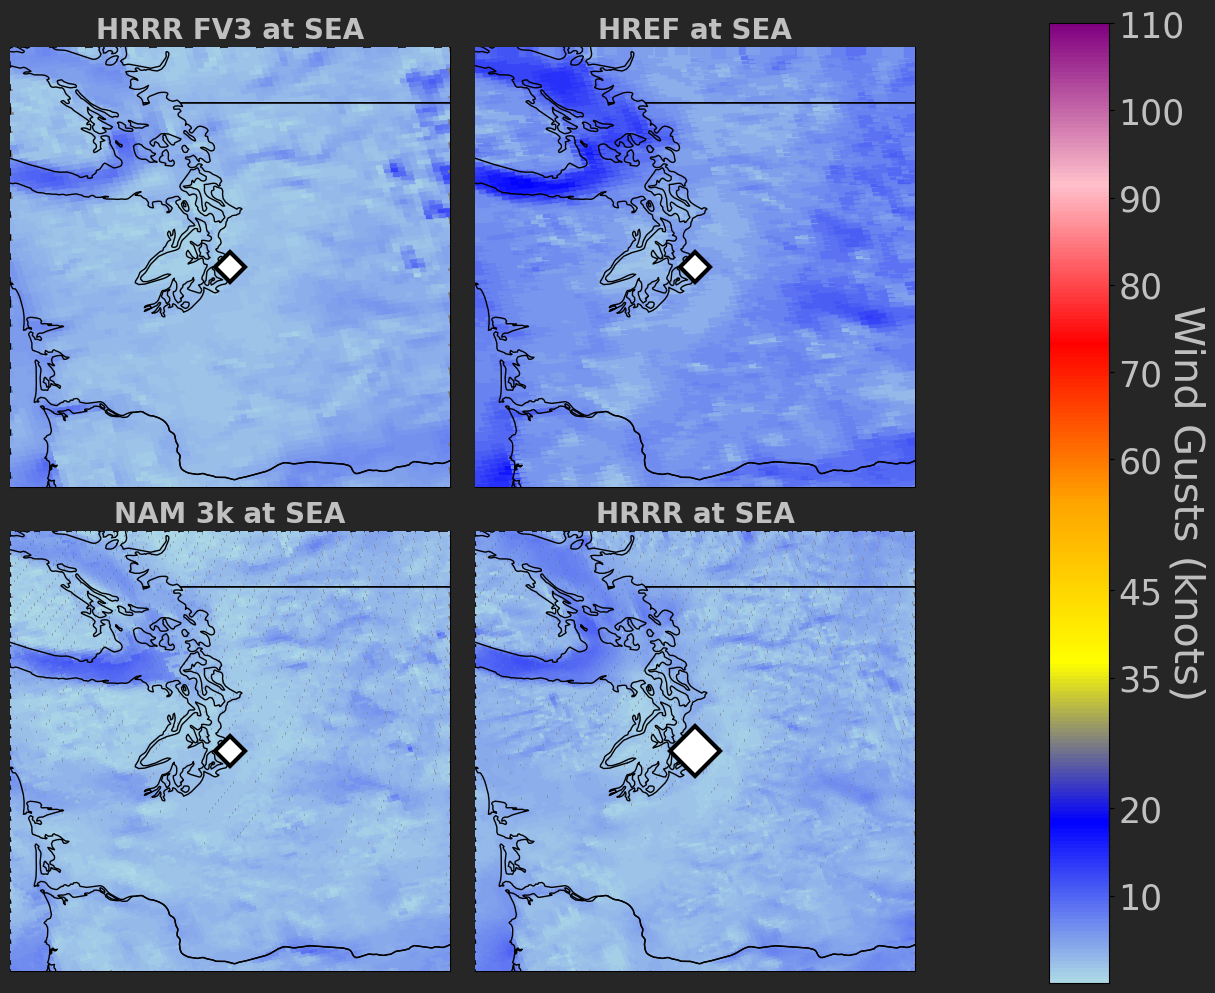 HRRR FV3 at SEA
HREF at SEA
NAM 3k at SEA
HRRR at SEA
110
100
90
80
70
60
45
35
20
10
Wind Gusts (knots)